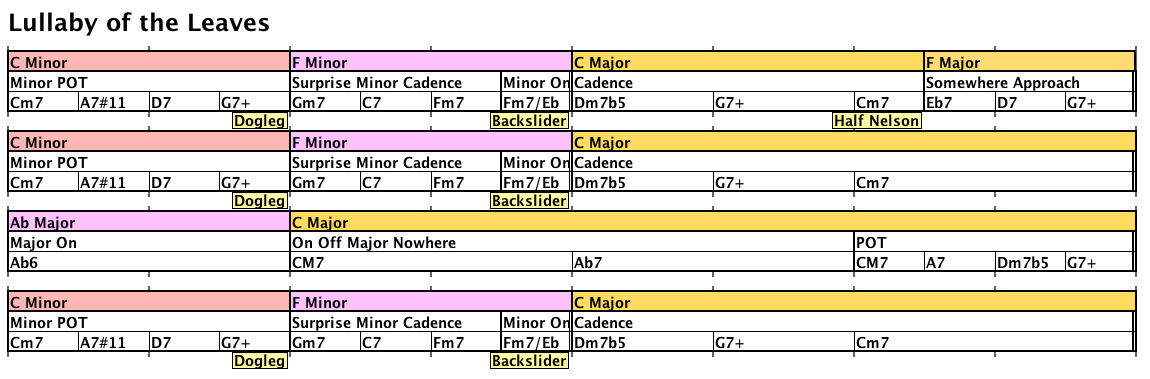 Lullaby of the Leaves
C Minor F Minor C Major F Major
Minor POT Surprise Minor Cadence Minor On Cadence Somewhere Approach
Cm7 A7#11 D7 G7+ Gm7 C7 Fm7 Fm7/Eb Dm7b5 G7+ Cm7 Eb7 D7 G7+
Dogleg Backslider Half Nelson
C Minor F Minor C Major
Minor POT Surprise Minor Cadence Minor On Cadence
Cm7 A7#11 D7 G7+ Gm7 C7 Fm7 Fm7/Eb Dm7b5 G7+ Cm7
Dogleg Backslider
Ab Major C Major
Major On On Off Major Nowhere POT
Ab6 CM7 Ab7 CM7 A7 Dm7b5 G7+
C Minor F Minor C Major
Minor POT Surprise Minor Cadence Minor On Cadence
Cm7 A7#11 D7 G7+ Gm7 C7 Fm7 Fm7/Eb Dm7b5 G7+ Cm7
Dogleg Backslider